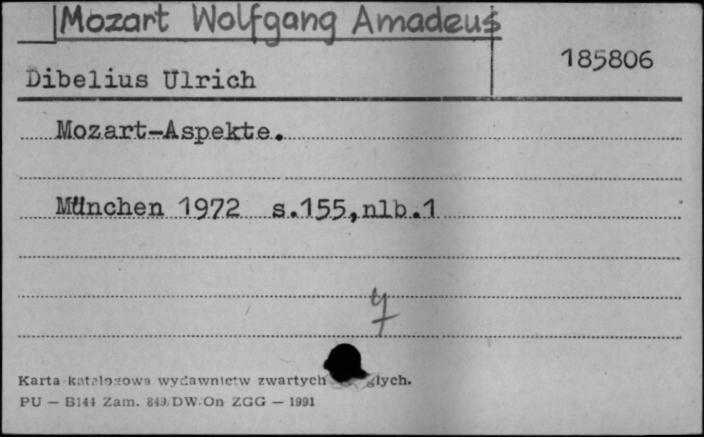 Mozart Wolfgang Amadeus
185806
Dibelius Ulrich
Mozart-Aspekte.
München 1972 s.155,nlb.1
Karta katalogowa wydawnictw zwartych
PU — B144 Zam. 849/DW.On ZGG — 1991